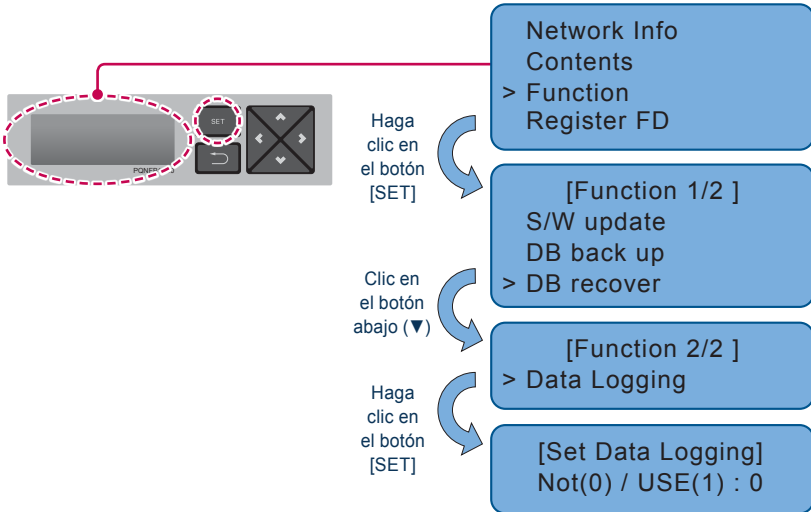 Network Info
Contents
> Function
Register FD
SET
Haga
clic en
el botón
[SET]
[Function 1/2 ]
S/W update
DB back up
> DB recover
Clic en
el botón
abajo (▼)
[Function 2/2 ]
> Data Logging
Haga
clic en
el botón
[SET]
[Set Data Logging]
Not(0) / USE(1) : 0